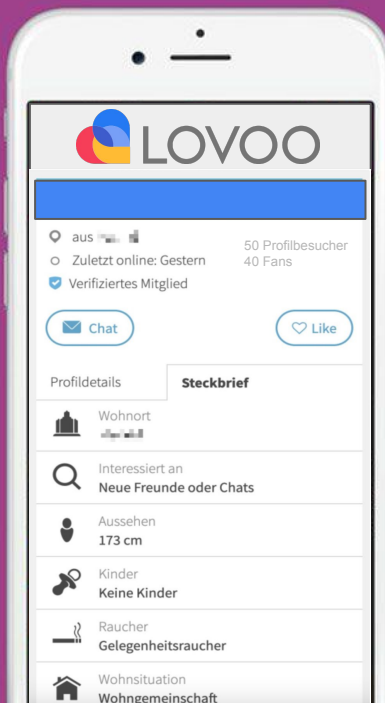 LOVOO
aus
50 Profilbesucher
Zuletzt online: Gestern
40 Fans
Verifiziertes Mitglied
Chat
Like
Profildetails
Steckbrief
Wohnort
Interessiert an
Neue Freunde oder Chats
Aussehen
173 cm
Kinder
Keine Kinder
Raucher
Gelegenheitsraucher
Wohnsituation
Wohngemeinschaft